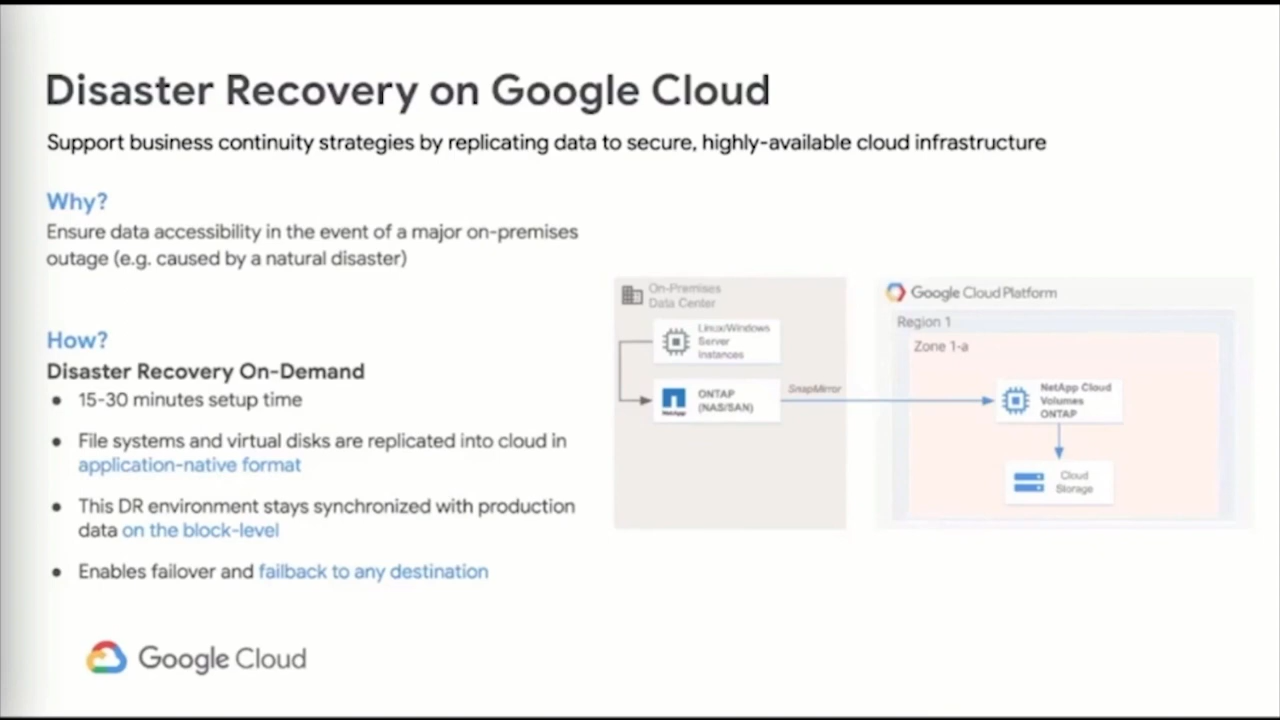 Disaster Recovery on Google Cloud
Support business continuity strategies by replicating data to secure, highly-available cloud infrastructure
Why?
Ensure data accessibility in the event of a major on-premises
outage (e.g. caused by a natural disaster)
How?
Disaster Recovery On-Demand
• 15-30 minutes setup time
• File systems and virtual disks are replicated into cloud in
application-native format
• This DR environment stays synchronized with production
data on the block-level
• Enables failover and failback to any destination
On-Premises
Data Center
Linux/Windows
Server
Instances
NetApp
ONTAP
(NAS/SAN)
SnapMirror
Google Cloud Platform
Region 1
Zone 1-a
NetApp Cloud
Volumes
ONTAP
Cloud
Storage
Google Cloud